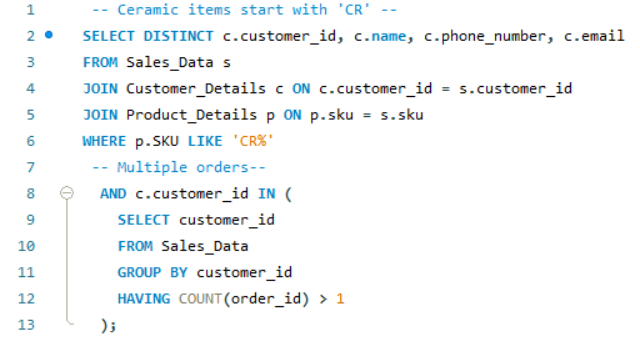 1 -- Ceramic items start with 'CR' --
2 SELECT DISTINCT c.customer_id, c.name, c.phone_number, c.email
3 FROM Sales_Data s
4 JOIN Customer_Details c ON c.customer_id = s.customer_id
5 JOIN Product_Details p ON p.sku = s.sku
6 WHERE p.SKU LIKE 'CR%'
7 -- Multiple orders--
8 AND c.customer_id IN (
9 SELECT customer_id
10 FROM Sales_Data
11 GROUP BY customer_id
12 HAVING COUNT(order_id) > 1
13 );